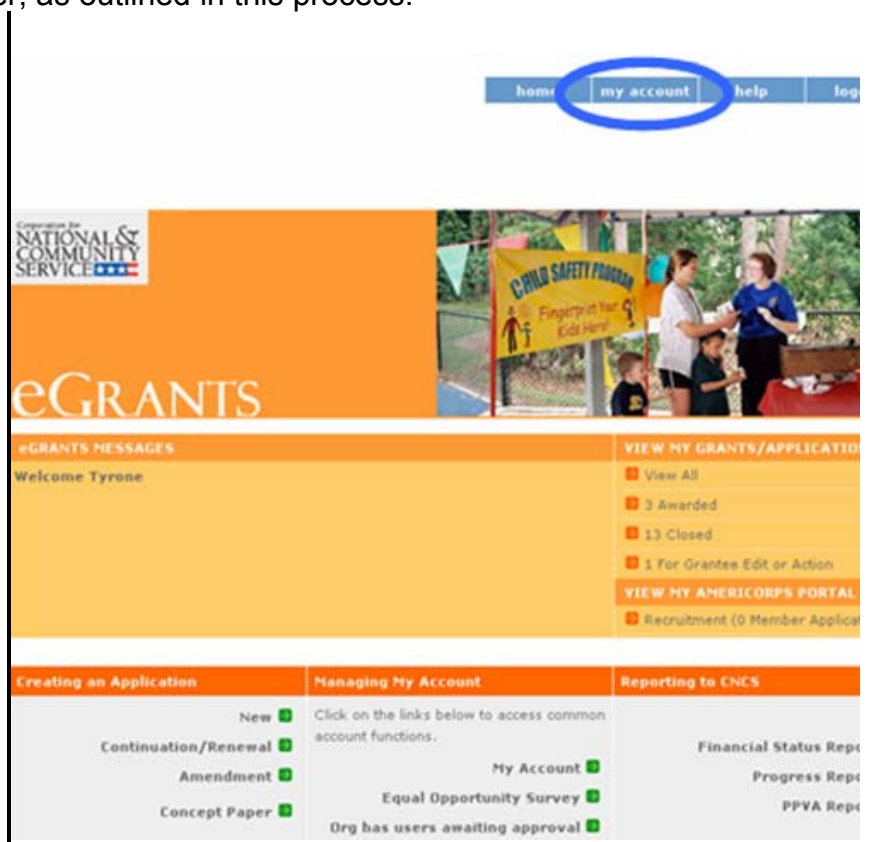 as outlined in this process.
home my account help
Corporation for
NATIONAL &
COMMUNITY
SERVICE
CHILD SAFETY PROGRAM
Fingerprint Your
Kids Here!
eGRANTS
eGRANTS MESSAGES
Welcome Tyrone
VIEW MY GRANTS/APPLICATIO
View All
3 Awarded
13 Closed
1 For Grantee Edit or Action
VIEW MY AMERICORPS PORTAL
Recruitment (0 Member Applicat
Creating an Application
New
Continuation/Renewal
Amendment
Concept Paper
Managing My Account
Click on the links below to access common
account functions.
My Account
Equal Opportunity Survey
Org has users awaiting approval
Reporting to CNCS
Financial Status Repo
Progress Repo
PPVA Repo